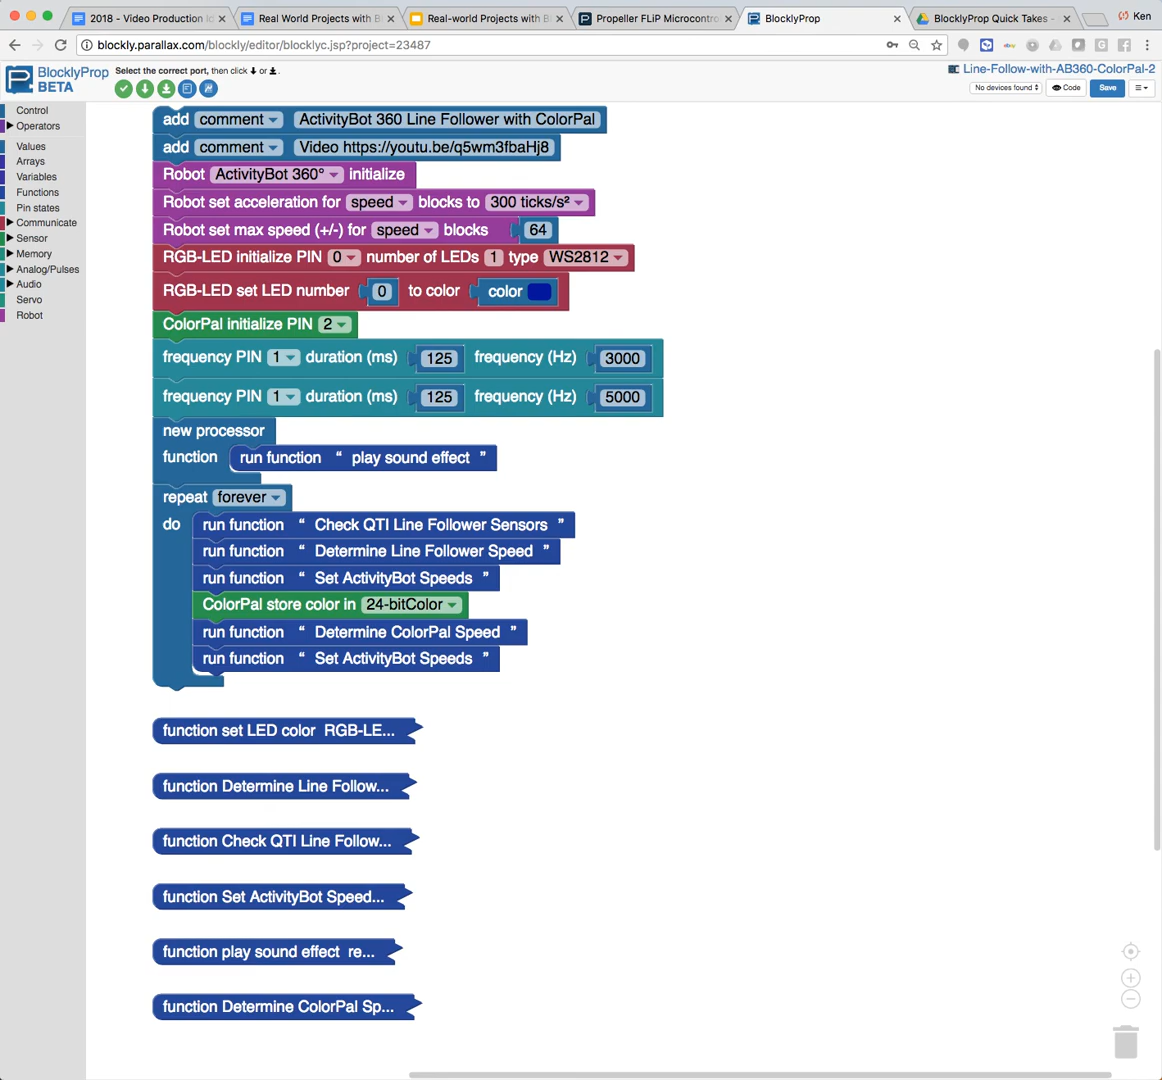 2018 - Video Production
Real World Projects with B
Real-world Projects with B
Propeller FLiP Microcontro
BlocklyProp
BlocklyProp Quick Takes -
Ken
blockly.parallax.com/blockly/editor/blocklyc.jsp?project=23487
BlocklyProp
BETA
Select the correct port, then click or .
Line-Follow-with-AB360-ColorPal-2
No devices found
Code
Save
Control
Operators
Values
Arrays
Variables
Functions
Pin states
Communicate
Sensor
Memory
Analog/Pulses
Audio
Servo
Robot
add comment ActivityBot 360 Line Follower with ColorPal
add comment Video https://youtu.be/q5wm3fbaHj8
Robot ActivityBot 360° initialize
Robot set acceleration for speed blocks to 300 ticks/s²
Robot set max speed (+/-) for speed blocks 64
RGB-LED initialize PIN 0 number of LEDs 1 type WS2812
RGB-LED set LED number 0 to color color
ColorPal initialize PIN 2
frequency PIN 1 duration (ms) 125 frequency (Hz) 3000
frequency PIN 1 duration (ms) 125 frequency (Hz) 5000
new processor
function run function “ play sound effect ”
repeat forever
do run function “ Check QTI Line Follower Sensors ”
run function “ Determine Line Follower Speed ”
run function “ Set ActivityBot Speeds ”
ColorPal store color in 24-bitColor
run function “ Determine ColorPal Speed ”
run function “ Set ActivityBot Speeds ”
function set LED color RGB-LE...
function Determine Line Follow...
function Check QTI Line Follow...
function Set ActivityBot Speed...
function play sound effect re...
function Determine ColorPal Sp...